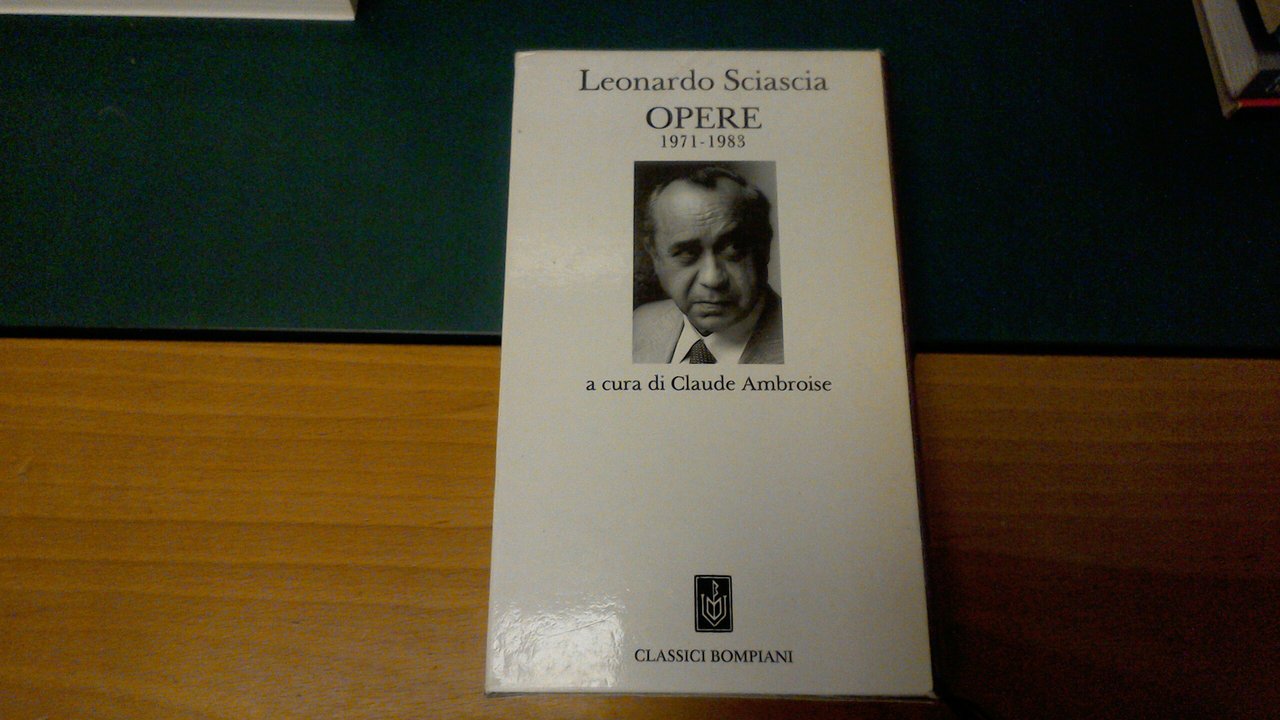 Leonardo Sciascia
OPERE
1971-1983
a cura di Claude Ambroise
CLASSICI BOMPIANI